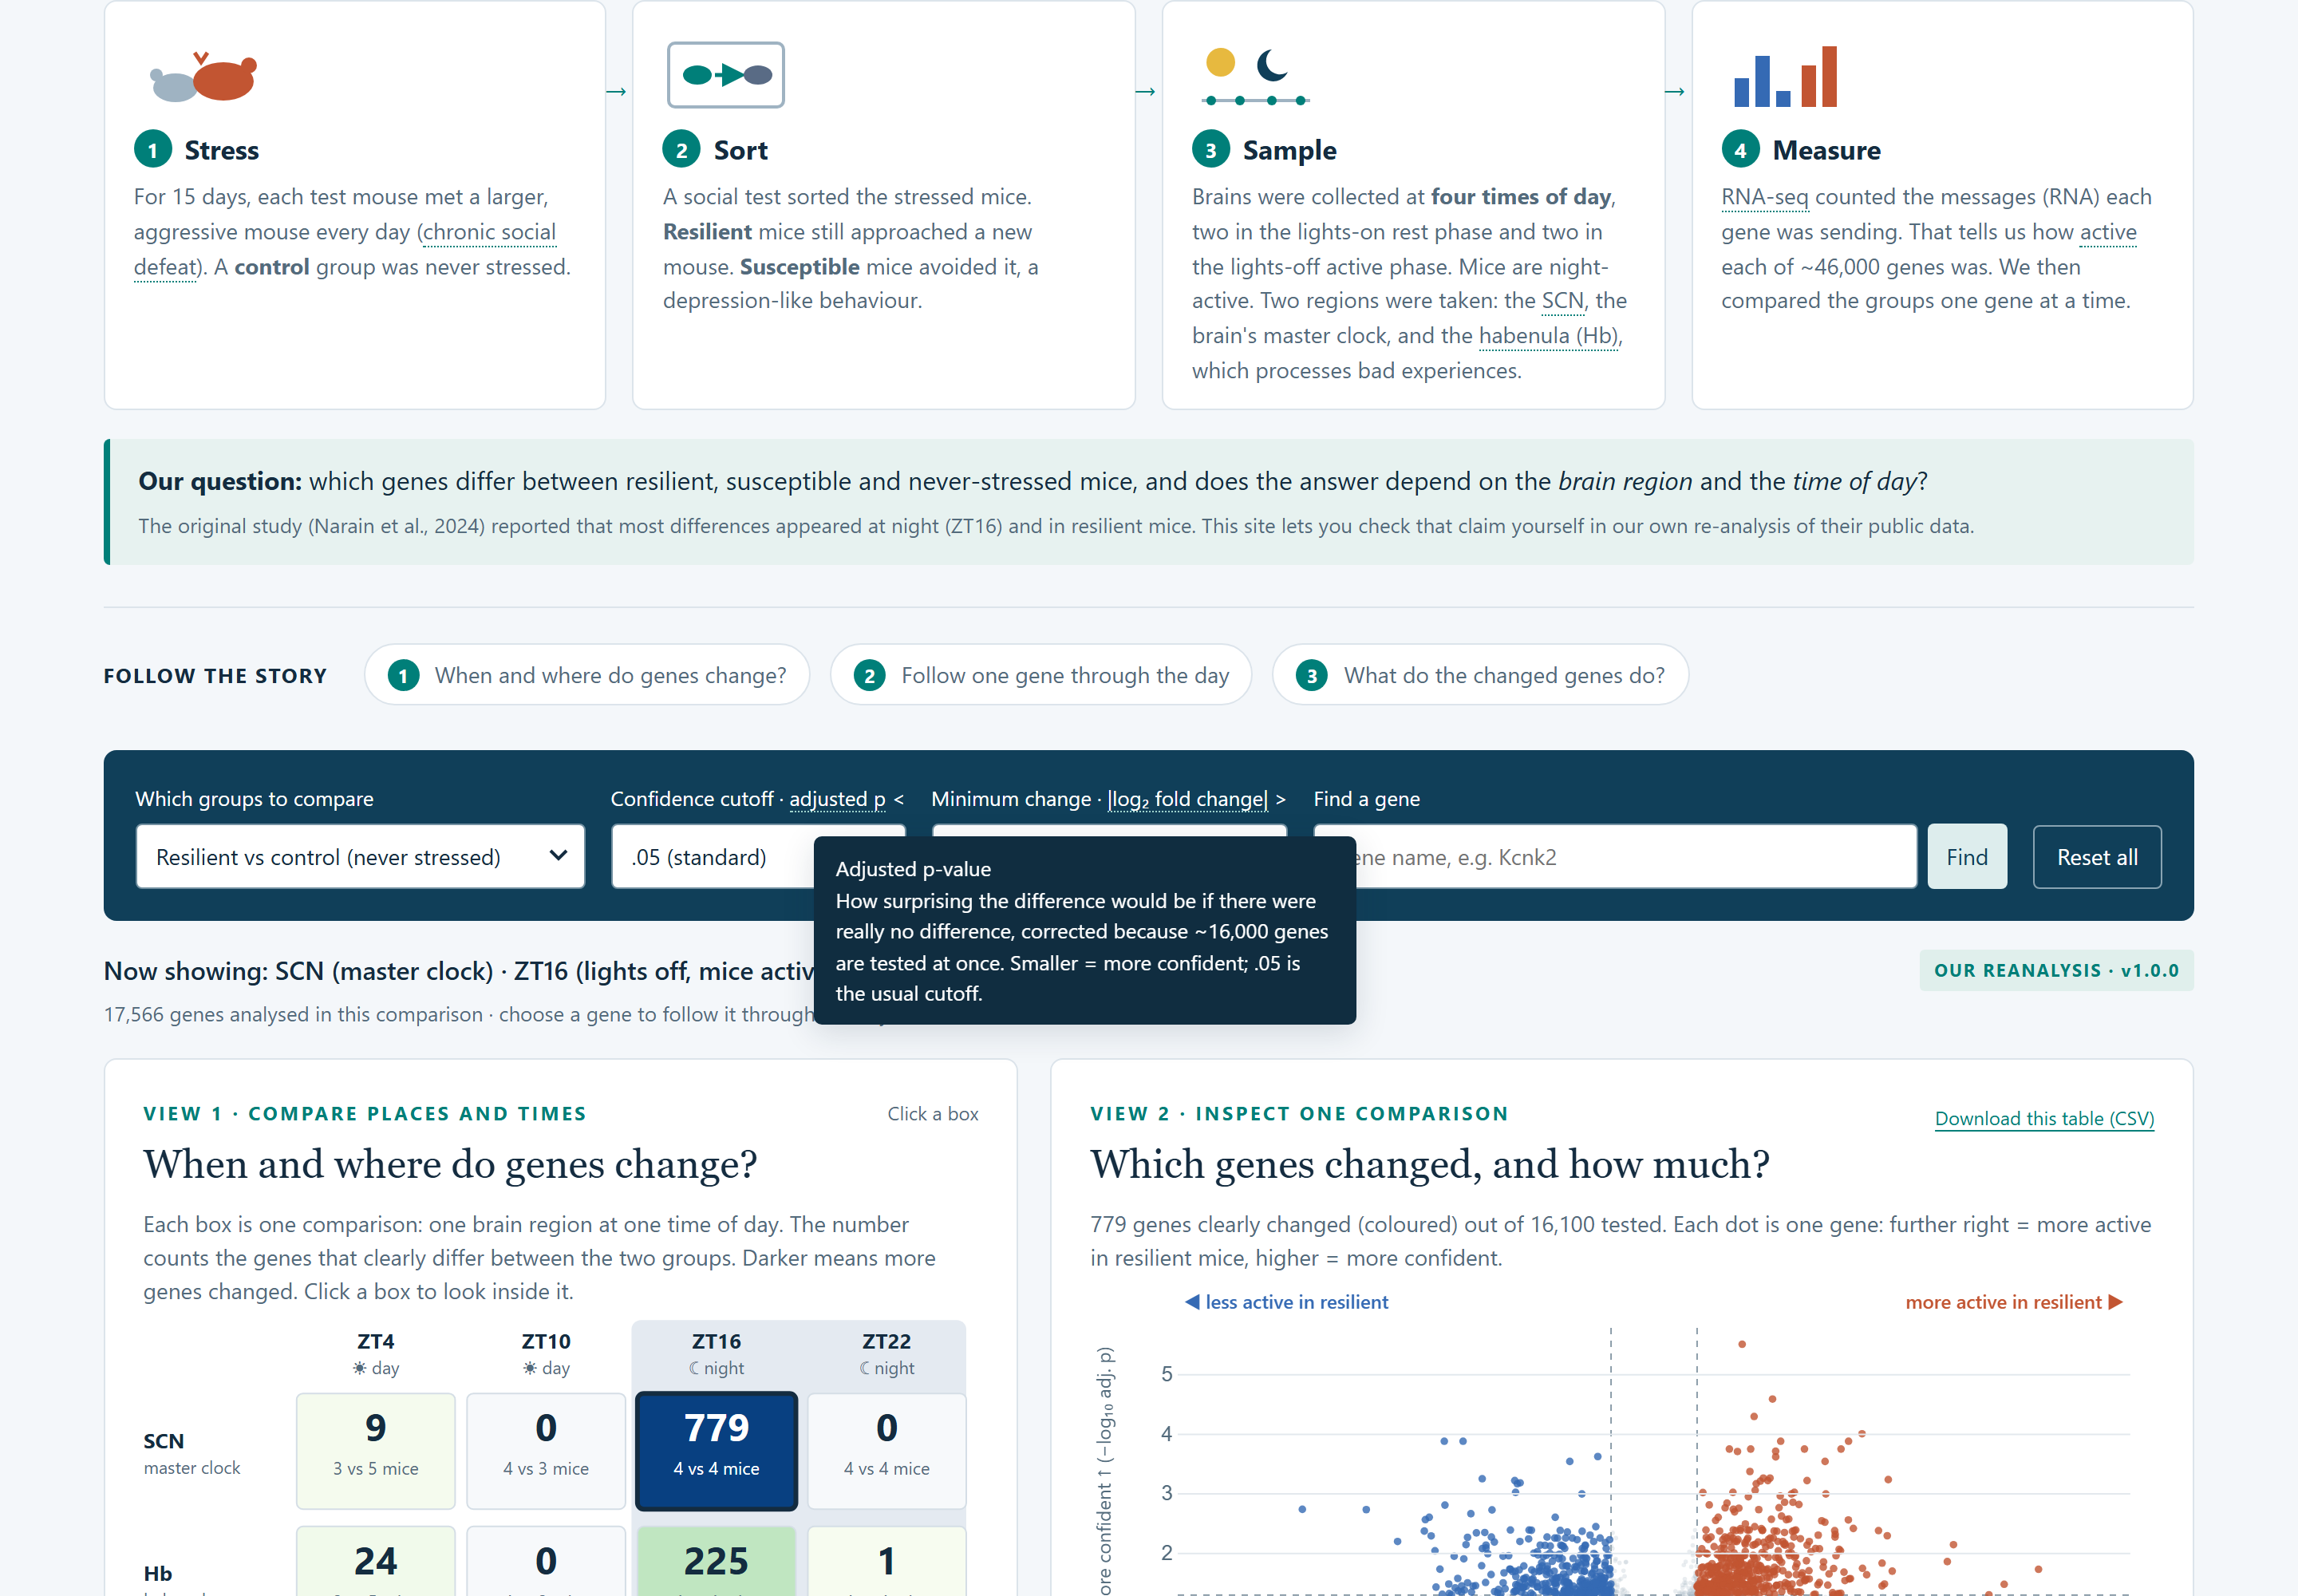 1 Stress
For 15 days, each test mouse met a larger,
aggressive mouse every day (chronic social
defeat). A control group was never stressed.
→
2 Sort
A social test sorted the stressed mice.
Resilient mice still approached a new
mouse. Susceptible mice avoided it, a
depression-like behaviour.
→
3 Sample
Brains were collected at four times of day,
two in the lights-on rest phase and two in
the lights-off active phase. Mice are night-
active. Two regions were taken: the SCN, the
brain's master clock, and the habenula (Hb),
which processes bad experiences.
→
4 Measure
RNA-seq counted the messages (RNA) each
gene was sending. That tells us how active
each of ~46,000 genes was. We then
compared the groups one gene at a time.
Our question: which genes differ between resilient, susceptible and never-stressed mice, and does the answer depend on the brain region and the time of day?
The original study (Narain et al., 2024) reported that most differences appeared at night (ZT16) and in resilient mice. This site lets you check that claim yourself in our own re-analysis of their public data.
FOLLOW THE STORY
1 When and where do genes change?
2 Follow one gene through the day
3 What do the changed genes do?
Which groups to compare
Resilient vs control (never stressed)
Confidence cutoff · adjusted p <
.05 (standard)
Minimum change · |log₂ fold change| >
Find a gene
ene name, e.g. Kcnk2
Find
Reset all
Adjusted p-value
How surprising the difference would be if there were
really no difference, corrected because ~16,000 genes
are tested at once. Smaller = more confident; .05 is
the usual cutoff.
Now showing: SCN (master clock) · ZT16 (lights off, mice activ
17,566 genes analysed in this comparison · choose a gene to follow it through
OUR REANALYSIS · v1.0.0
VIEW 1 · COMPARE PLACES AND TIMES
Click a box
When and where do genes change?
Each box is one comparison: one brain region at one time of day. The number
counts the genes that clearly differ between the two groups. Darker means more
genes changed. Click a box to look inside it.
ZT4 ZT10 ZT16 ZT22
☀ day ☀ day ☾ night ☾ night
SCN
master clock
9 0 779 0
3 vs 5 mice 4 vs 3 mice 4 vs 4 mice 4 vs 4 mice
Hb
24 0 225 1
VIEW 2 · INSPECT ONE COMPARISON
Download this table (CSV)
Which genes changed, and how much?
779 genes clearly changed (coloured) out of 16,100 tested. Each dot is one gene: further right = more active
in resilient mice, higher = more confident.
◀ less active in resilient
more active in resilient ▶
ore confident ↑ (−log₁₀ adj. p)
5
4
3
2